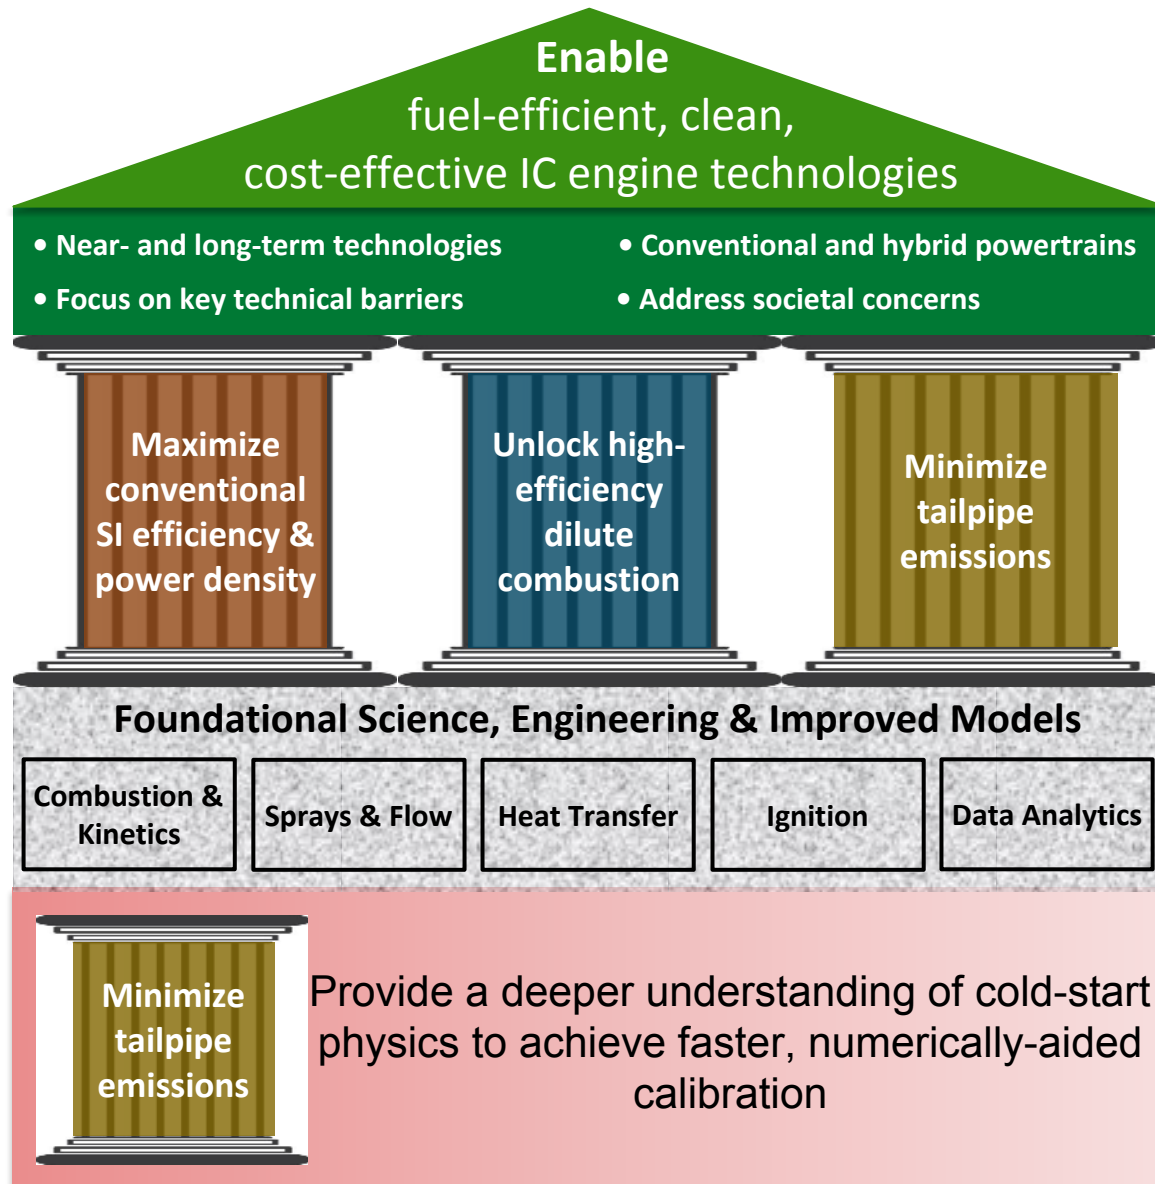 Enable
fuel-efficient, clean,
cost-effective IC engine technologies
• Near- and long-term technologies
• Conventional and hybrid powertrains
• Focus on key technical barriers
• Address societal concerns
Maximize
conventional
SI efficiency &
power density
Unlock high-
efficiency
dilute
combustion
Minimize
tailpipe
emissions
Foundational Science, Engineering & Improved Models
Combustion &
Kinetics
Sprays & Flow
Heat Transfer
Ignition
Data Analytics
Minimize
tailpipe
emissions
Provide a deeper understanding of cold-start
physics to achieve faster, numerically-aided
calibration